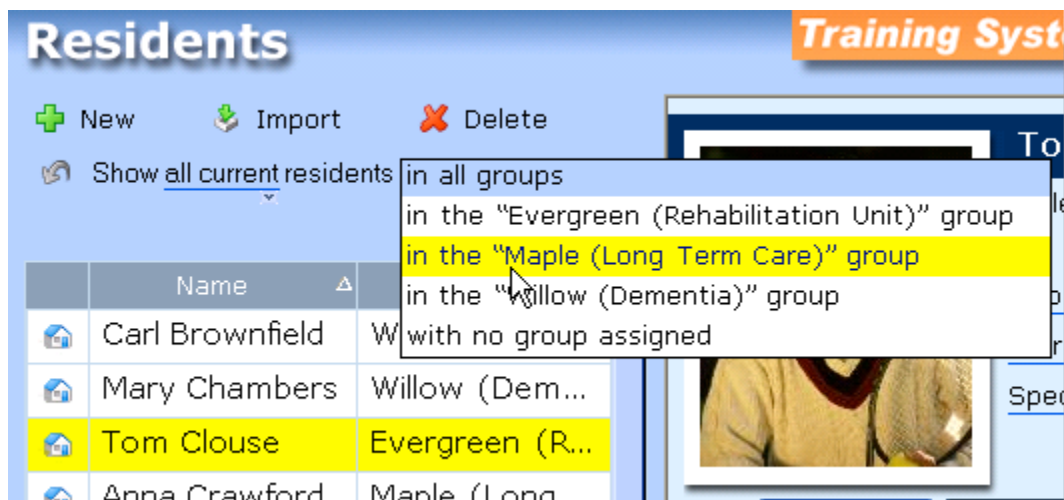 Residents
Training Syst
New Import Delete
Show all current residents
in all groups
in the “Evergreen (Rehabilitation Unit)” group
in the “Maple (Long Term Care)” group
in the “Willow (Dementia)” group
with no group assigned
To
Name
Carl Brownfield W
Mary Chambers Willow (Dem...
Tom Clouse Evergreen (R...
Anna Crawford Maple (Long
Spec